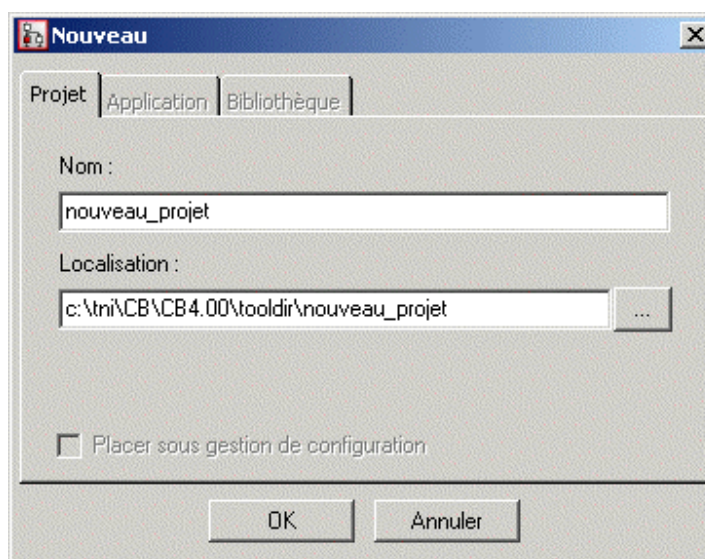 Nouveau
Projet Application Bibliothèque
Nom :
nouveau_projet
Localisation :
c:\tni\CB\CB4.00\tooldir\nouveau_projet ...
Placer sous gestion de configuration
OK Annuler